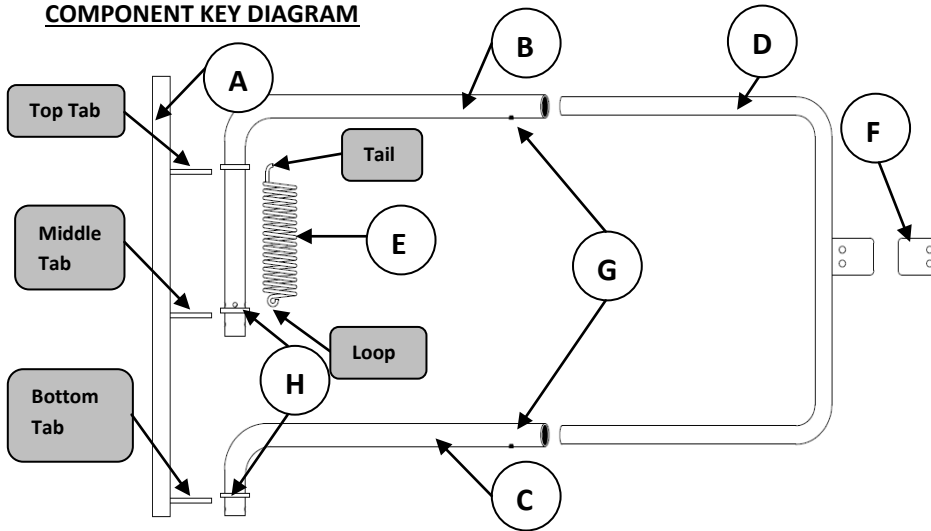 COMPONENT KEY DIAGRAM
A
B
D
Top Tab
F
Tail
Middle
Tab
E
G
Loop
H
Bottom
Tab
C